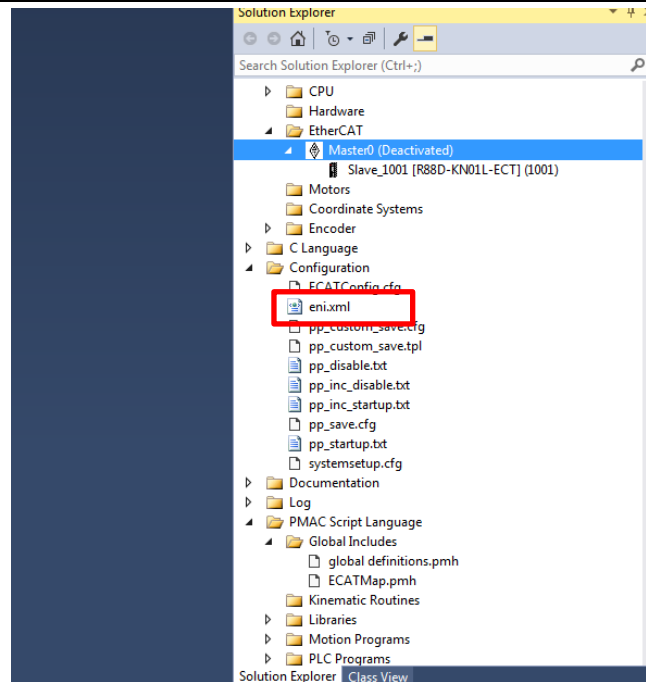 Solution Explorer
Search Solution Explorer (Ctrl+;)
CPU
Hardware
EtherCAT
Master0 (Deactivated)
Slave_1001 [R88D-KN01L-ECT] (1001)
Motors
Coordinate Systems
Encoder
C Language
Configuration
ECATConfig.cfg
eni.xml
pp_custom_save.cfg
pp_custom_save.tpl
pp_disable.txt
pp_inc_disable.txt
pp_inc_startup.txt
pp_save.cfg
pp_startup.txt
systemsetup.cfg
Documentation
Log
PMAC Script Language
Global Includes
global definitions.pmh
ECATMap.pmh
Kinematic Routines
Libraries
Motion Programs
PLC Programs
Solution Explorer Class View